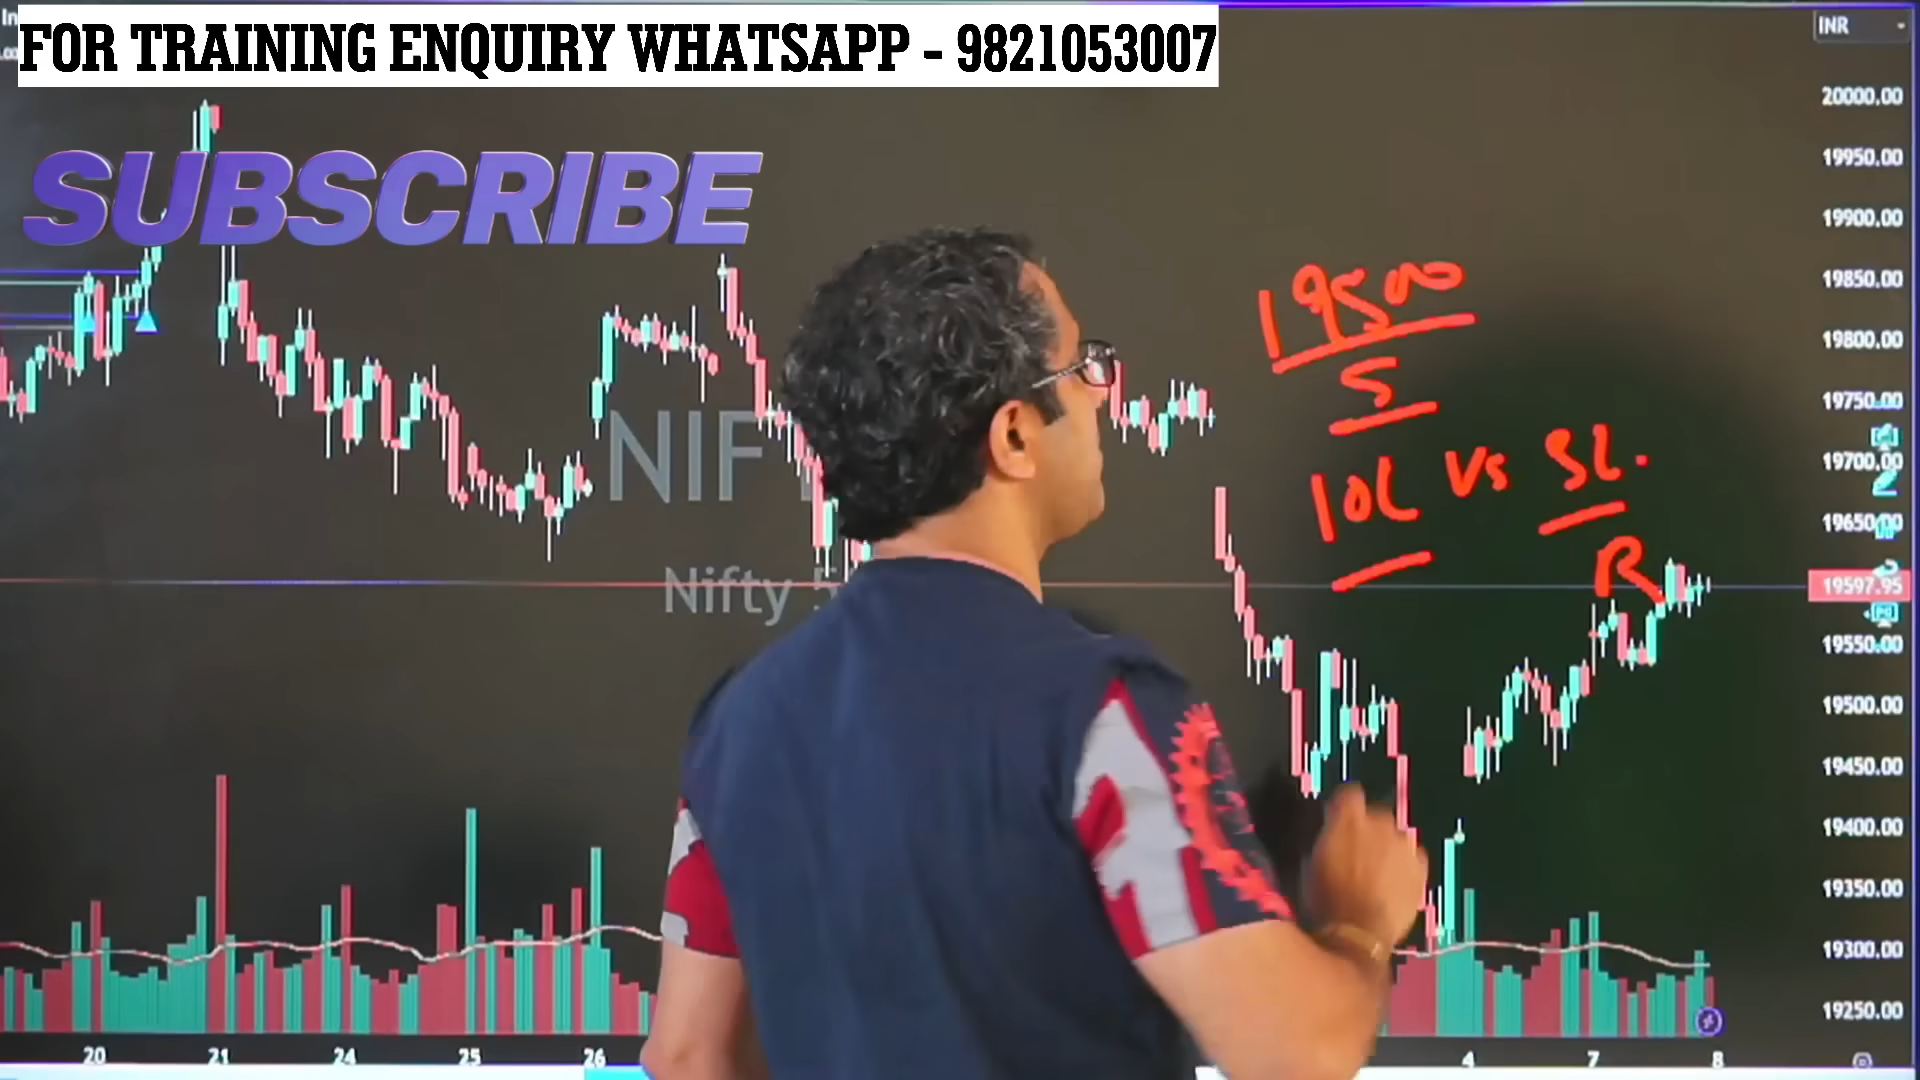 FOR TRAINING ENQUIRY WHATSAPP - 9821053007
INR
SUBSCRIBE
20000.00
19950.00
19900.00
19850.00
19800.00
19750.00
19700.00
19650.00
19597.95
19550.00
19500.00
19450.00
19400.00
19350.00
19300.00
19250.00
19500
S
10L vs SL.
R
NIF
Nifty 5
20 21 24 25 26 4 7 8